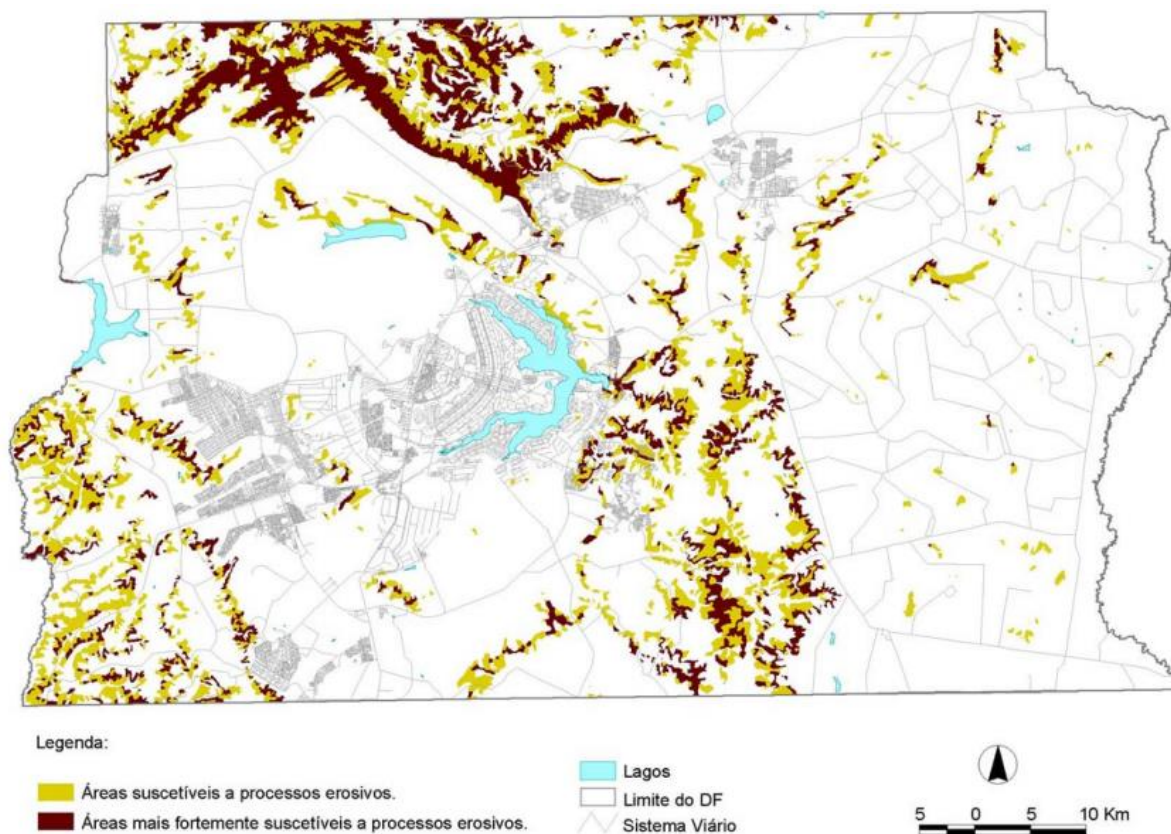 Legenda:
Áreas suscetíveis a processos erosivos.
Áreas mais fortemente suscetíveis a processos erosivos.
Lagos
Limite do DF
Sistema Viário
5 0 5 10 Km